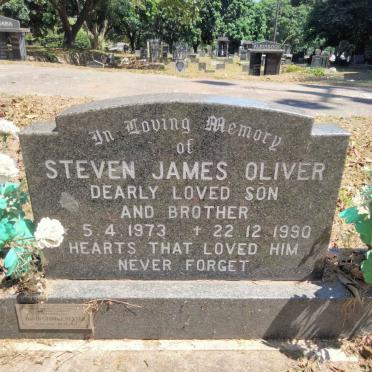 In Loving Memory
of
STEVEN JAMES OLIVER
DEARLY LOVED SON
AND BROTHER
5.4.1973 + 22.12.1990
HEARTS THAT LOVED HIM
NEVER FORGET